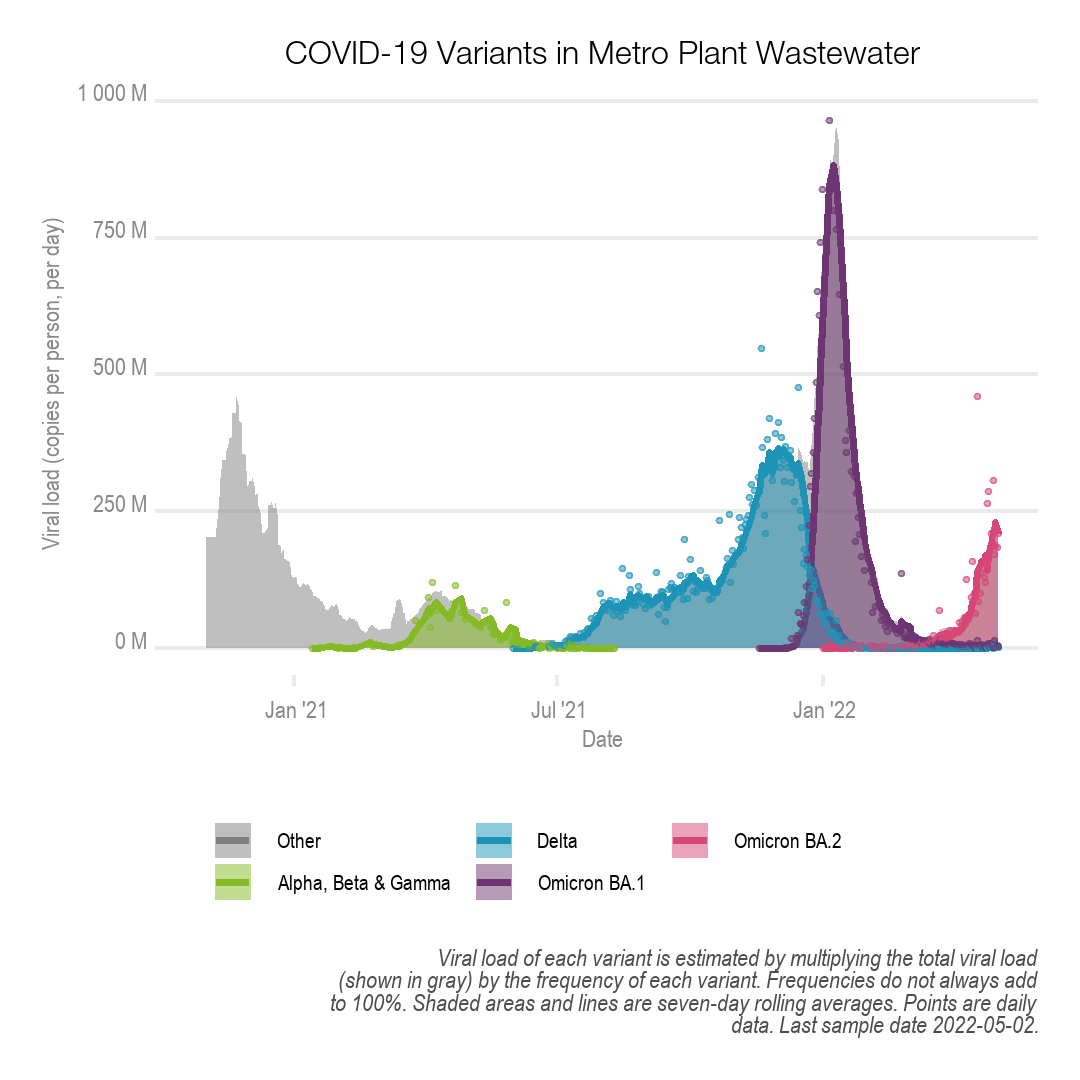 COVID-19 Variants in Metro Plant Wastewater
1 000 M
750 M
500 M
250 M
0 M
Viral load (copies per person, per day)
Jan '21
Jul '21
Jan '22
Date
Other
Delta
Omicron BA.2
Alpha, Beta & Gamma
Omicron BA.1
Viral load of each variant is estimated by multiplying the total viral load
(shown in gray) by the frequency of each variant. Frequencies do not always add
to 100%. Shaded areas and lines are seven-day rolling averages. Points are daily
data. Last sample date 2022-05-02.